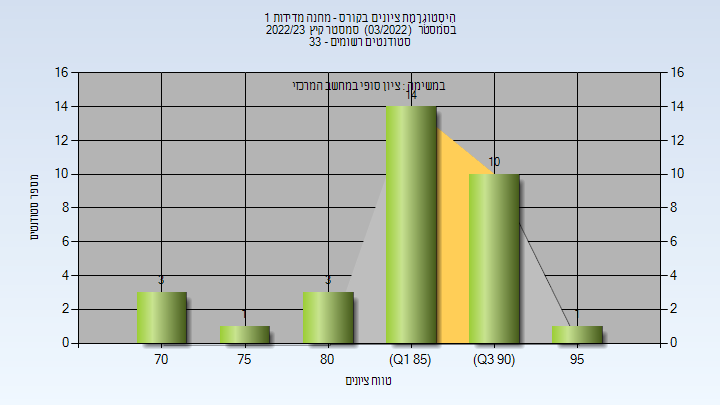 היסטוגרמת ציונים בקורס - מחנה מדידות 1
בסמסטר (03/2022) סמסטר קיץ 2022/23
סטודנטים רשומים - 33
במשימה : ציון סופי במחשב המרכזי
מספר סטודנטים
16 16
14 14 14
12 12
10 10 10
8 8
6 6
4 3 3 4
2 1 1 2
0 0
70 75 80 (Q1 85) (Q3 90) 95
טווח ציונים